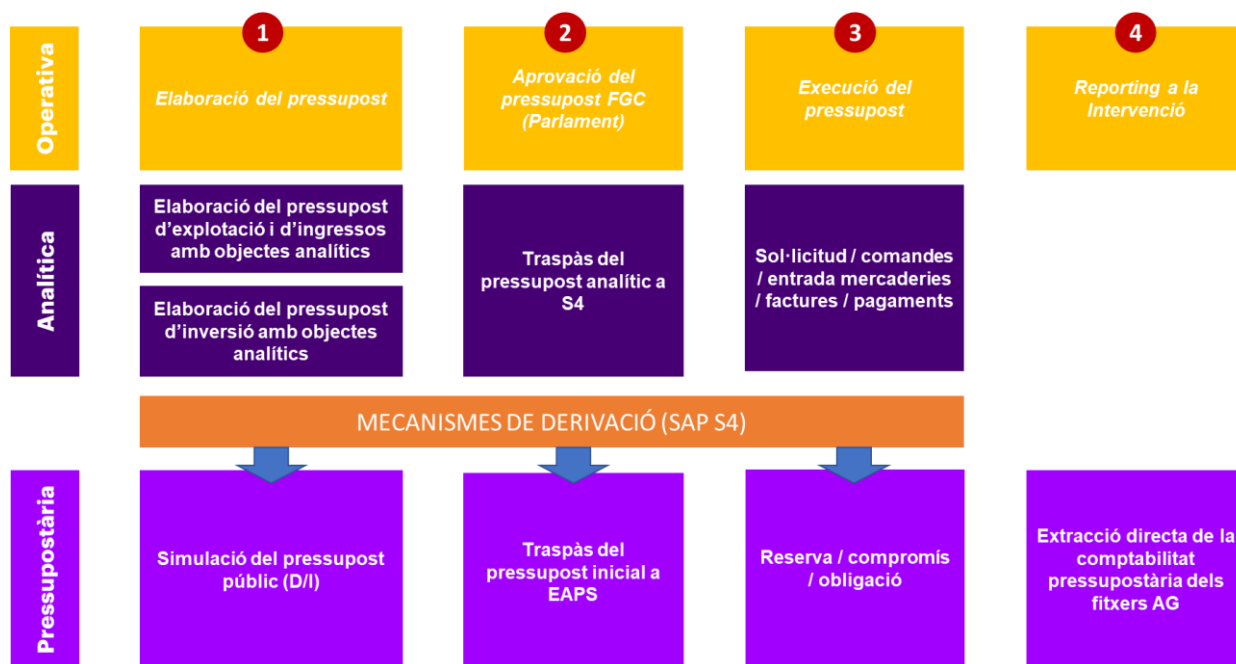 Operativa
1
Elaboració del pressupost
2
Aprovació del
pressupost FGC
(Parlament)
3
Execució del
pressupost
4
Reporting a la
Intervenció
Analítica
Elaboració del pressupost
d'explotació i d'ingressos
amb objectes analítics
Elaboració del pressupost
d'inversió amb objectes
analítics
Traspàs del
pressupost analític a
S4
Sol·licitud / comandes
/ entrada mercaderies
/ factures / pagaments
MECANISMES DE DERIVACIÓ (SAP S4)
Pressupostària
Simulació del pressupost
públic (D/I)
Traspàs del
pressupost inicial a
EAPS
Reserva / compromís
/ obligació
Extracció directa de la
comptabilitat
pressupostària dels
fitxers AG